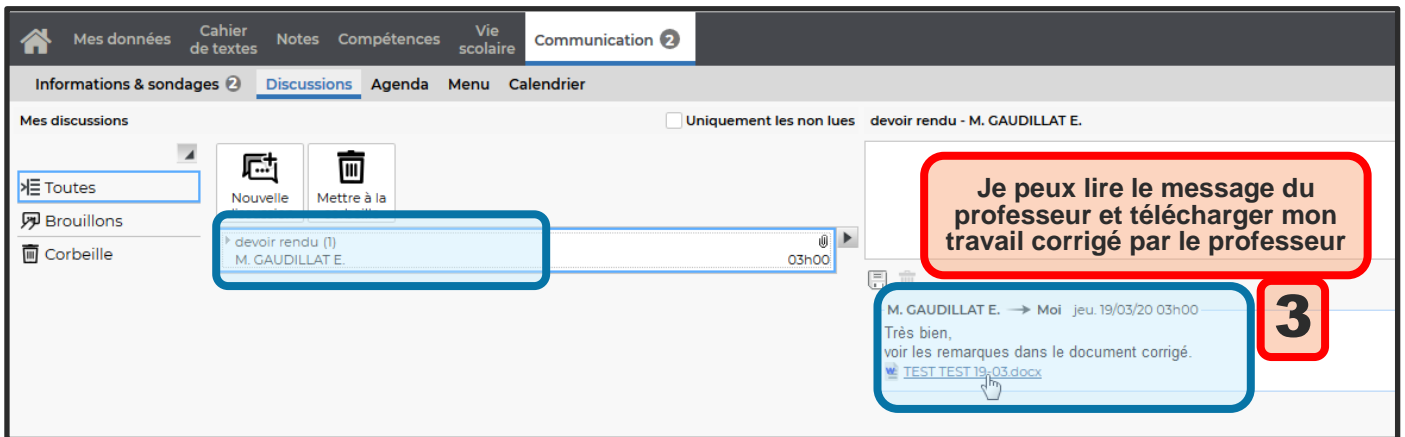 Mes données
Cahier
de textes
Notes
Compétences
Vie
scolaire
Communication 2
Informations & sondages 2
Discussions
Agenda
Menu
Calendrier
Mes discussions
Uniquement les non lues
devoir rendu - M. GAUDILLAT E.
Toutes
Brouillons
Corbeille
Nouvelle
Mettre à la
devoir rendu (1)
M. GAUDILLAT E.
03h00
Je peux lire le message du
professeur et télécharger mon
travail corrigé par le professeur
3
M. GAUDILLAT E. → Moi jeu. 19/03/20 03h00
Très bien,
voir les remarques dans le document corrigé.
TEST TEST 19-03.docx